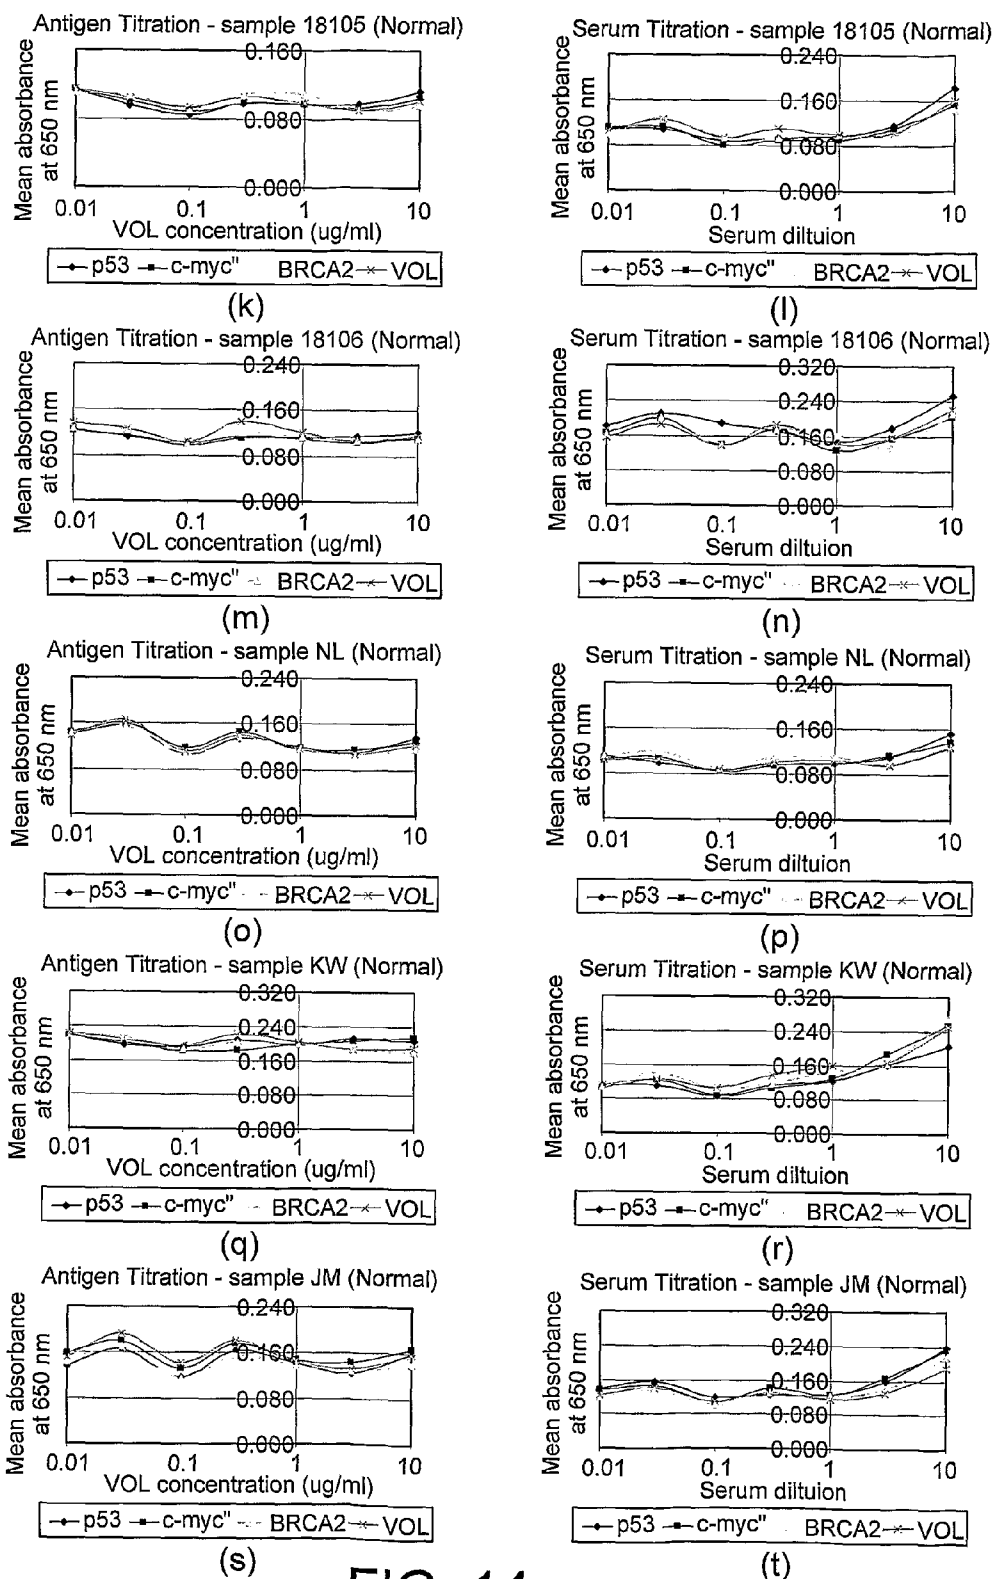 Antigen Titration - sample 18105 (Normal)
Mean absorbance
at 650 nm
0.160
0.080
0.000
0.01 0.1 1 10
VOL concentration (ug/ml)
p53 c-myc" BRCA2 VOL
(k)
Serum Titration - sample 18105 (Normal)
Mean absorbance
at 650 nm
0.240
0.160
0.080
0.000
0.01 0.1 1 10
Serum diltuion
p53 c-myc" BRCA2 VOL
(l)
Antigen Titration - sample 18106 (Normal)
Mean absorbance
at 650 nm
0.240
0.160
0.080
0.000
0.01 0.1 1 10
VOL concentration (ug/ml)
p53 c-myc" BRCA2 VOL
(m)
Serum Titration - sample 18106 (Normal)
Mean absorbance
at 650 nm
0.320
0.240
0.160
0.080
0.000
0.01 0.1 1 10
Serum diltuion
p53 c-myc" BRCA2 VOL
(n)
Antigen Titration - sample NL (Normal)
Mean absorbance
at 650 nm
0.240
0.160
0.080
0.000
0.01 0.1 1 10
VOL concentration (ug/ml)
p53 c-myc" BRCA2 VOL
(o)
Serum Titration - sample NL (Normal)
Mean absorbance
at 650 nm
0.240
0.160
0.080
0.000
0.01 0.1 1 10
Serum diltuion
p53 c-myc" BRCA2 VOL
(p)
Antigen Titration - sample KW (Normal)
Mean absorbance
at 650 nm
0.320
0.240
0.160
0.080
0.000
0.01 0.1 1 10
VOL concentration (ug/ml)
p53 c-myc" BRCA2 VOL
(q)
Serum Titration - sample KW (Normal)
Mean absorbance
at 650 nm
0.320
0.240
0.160
0.080
0.000
0.01 0.1 1 10
Serum diltuion
p53 c-myc" BRCA2 VOL
(r)
Antigen Titration - sample JM (Normal)
Mean absorbance
at 650 nm
0.240
0.160
0.080
0.000
0.01 0.1 1 10
VOL concentration (ug/ml)
p53 c-myc" BRCA2 VOL
(s)
Serum Titration - sample JM (Normal)
Mean absorbance
at 650 nm
0.320
0.240
0.160
0.080
0.000
0.01 0.1 1 10
Serum diltuion
p53 c-myc" BRCA2 VOL
(t)